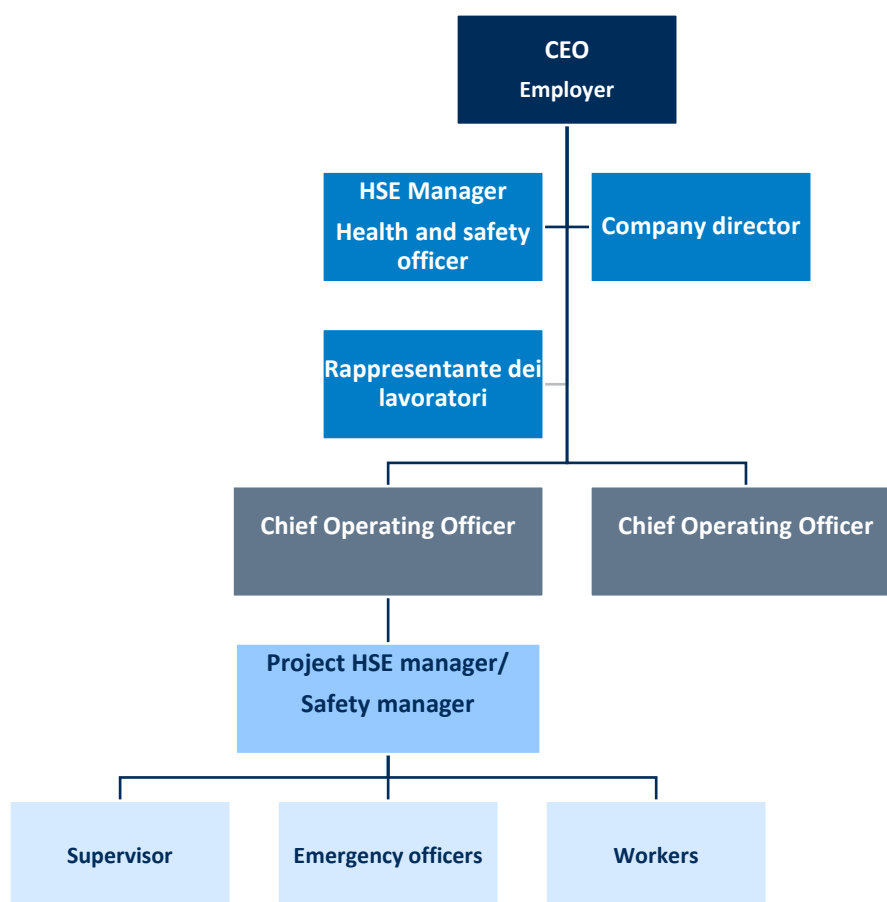 CEO
Employer
HSE Manager
Health and safety
officer
Company director
Rappresentante dei
lavoratori
Chief Operating Officer
Chief Operating Officer
Project HSE manager/
Safety manager
Supervisor
Emergency officers
Workers